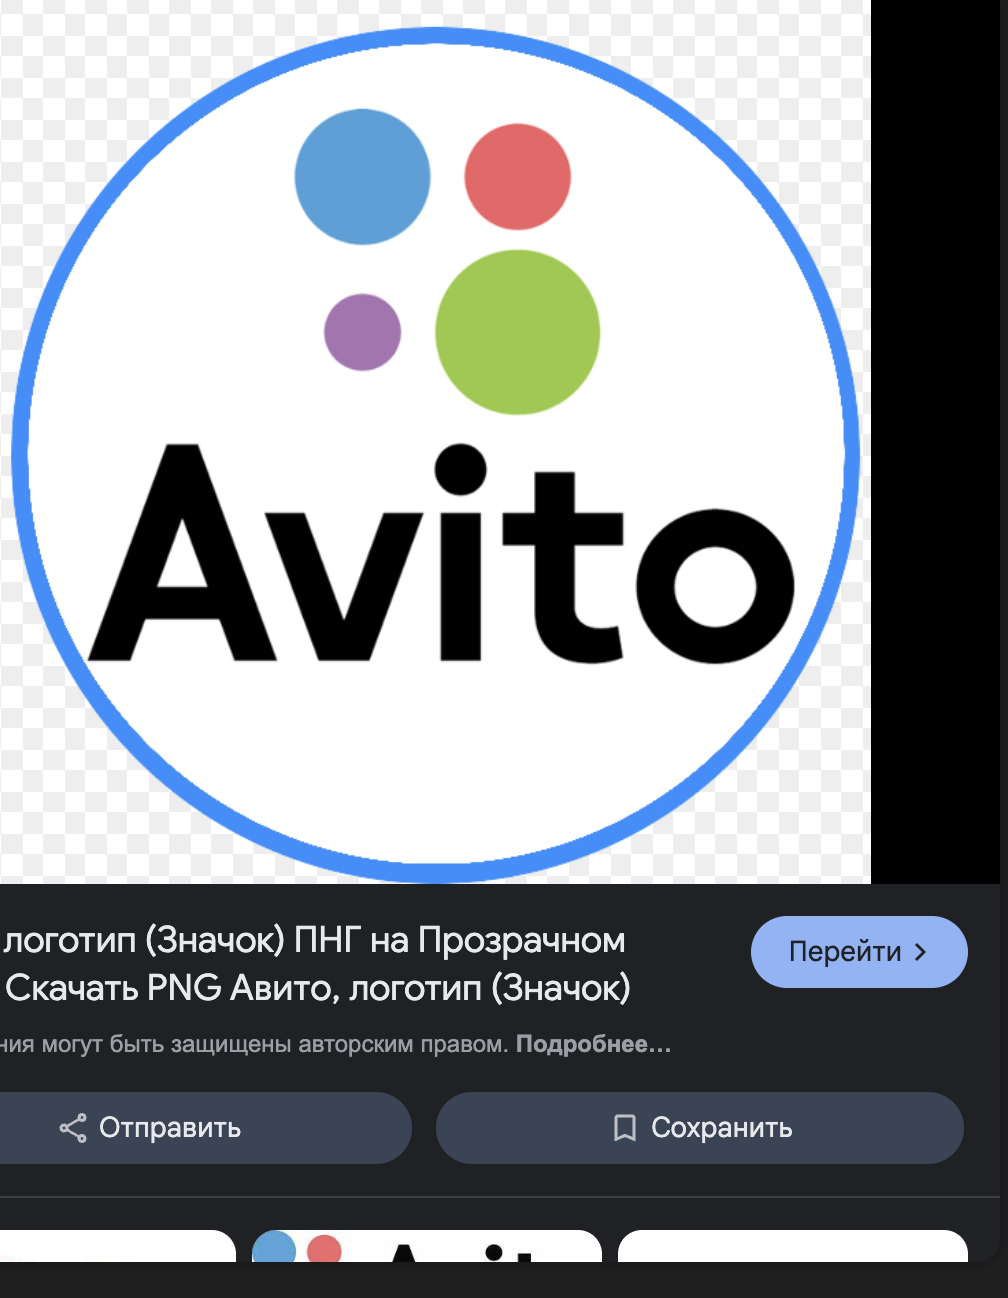 Avito
логотип (Значок) ПНГ на Прозрачном
Перейти
Скачать PNG Авито, логотип (Значок)
могут быть защищены авторским правом. Подробнее...
Отправить
Сохранить